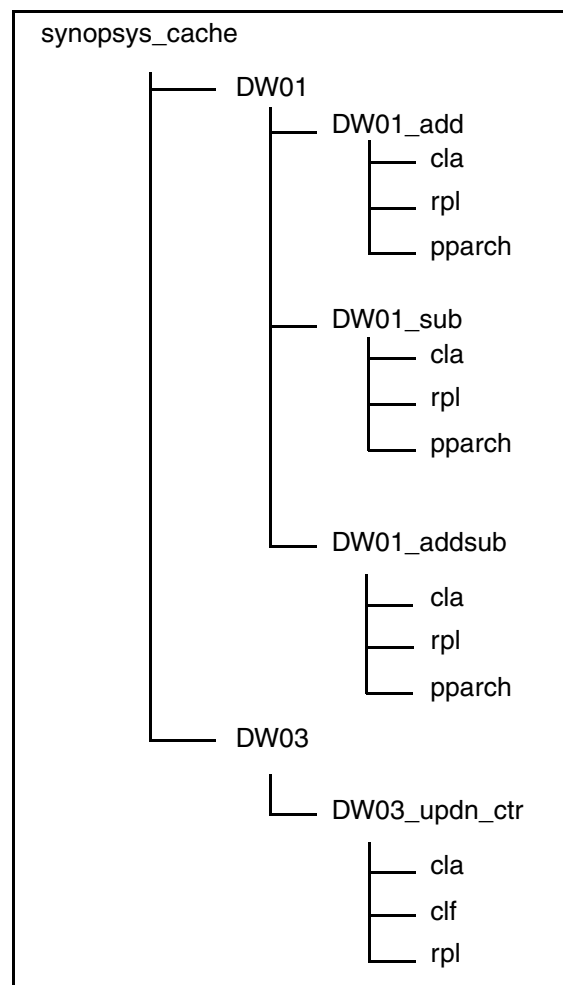 synopsys_cache
DW01
DW01_add
cla
rpl
pparch
DW01_sub
cla
rpl
pparch
DW01_addsub
cla
rpl
pparch
DW03
DW03_updn_ctr
cla
clf
rpl